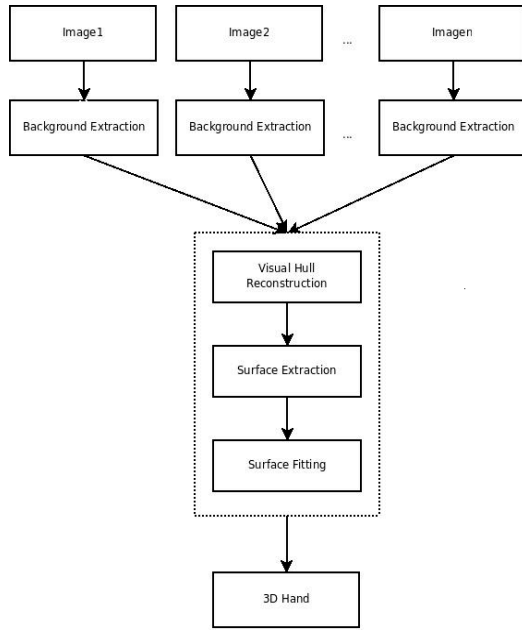 Image1
Image2
...
Imagen
Background Extraction
Background Extraction
...
Background Extraction
Visual Hull
Reconstruction
Surface Extraction
Surface Fitting
3D Hand